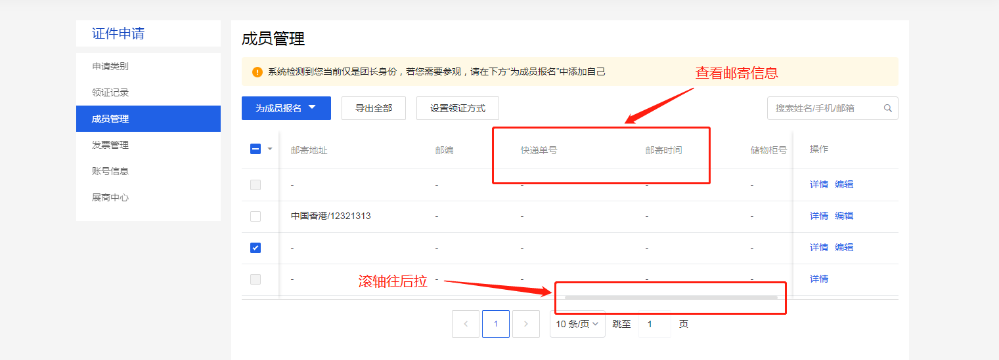 证件申请
申请类别
领证记录
成员管理
发票管理
账号信息
展商中心
成员管理
系统检测到您当前仅是团长身份，若您需要参观，请在下方“为成员报名”中添加自己
查看邮寄信息
为成员报名 导出全部 设置领证方式 搜索姓名/手机/邮箱
邮寄地址 邮编 快递单号 邮寄时间 储物柜号 操作
- - - - - 详情 编辑
中国香港/12321313 - - - - 详情 编辑
- - - - - 详情 编辑
- - - - - 详情
滚轴往后拉
< 1 > 10 条/页 跳至 1 页